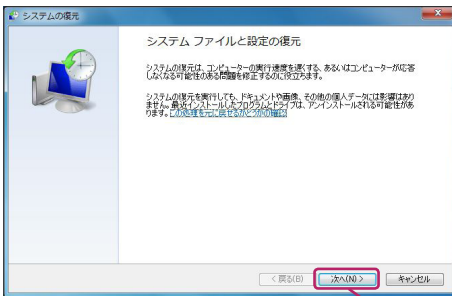 システムの復元
システム ファイルと設定の復元
システムの復元は、コンピューターの実行速度を遅くする、あるいはコンピューターが応答
しなくなる可能性のある問題を修正するのに役立ちます。
システムの復元を実行しても、ドキュメントや画像、その他の個人データには影響はあり
ません。最近インストールしたプログラムとドライブは、アンインストールされる可能性があ
ります。この処理を元に戻せるかどうかの確認
< 戻る(B)
次へ(N) >
キャンセル